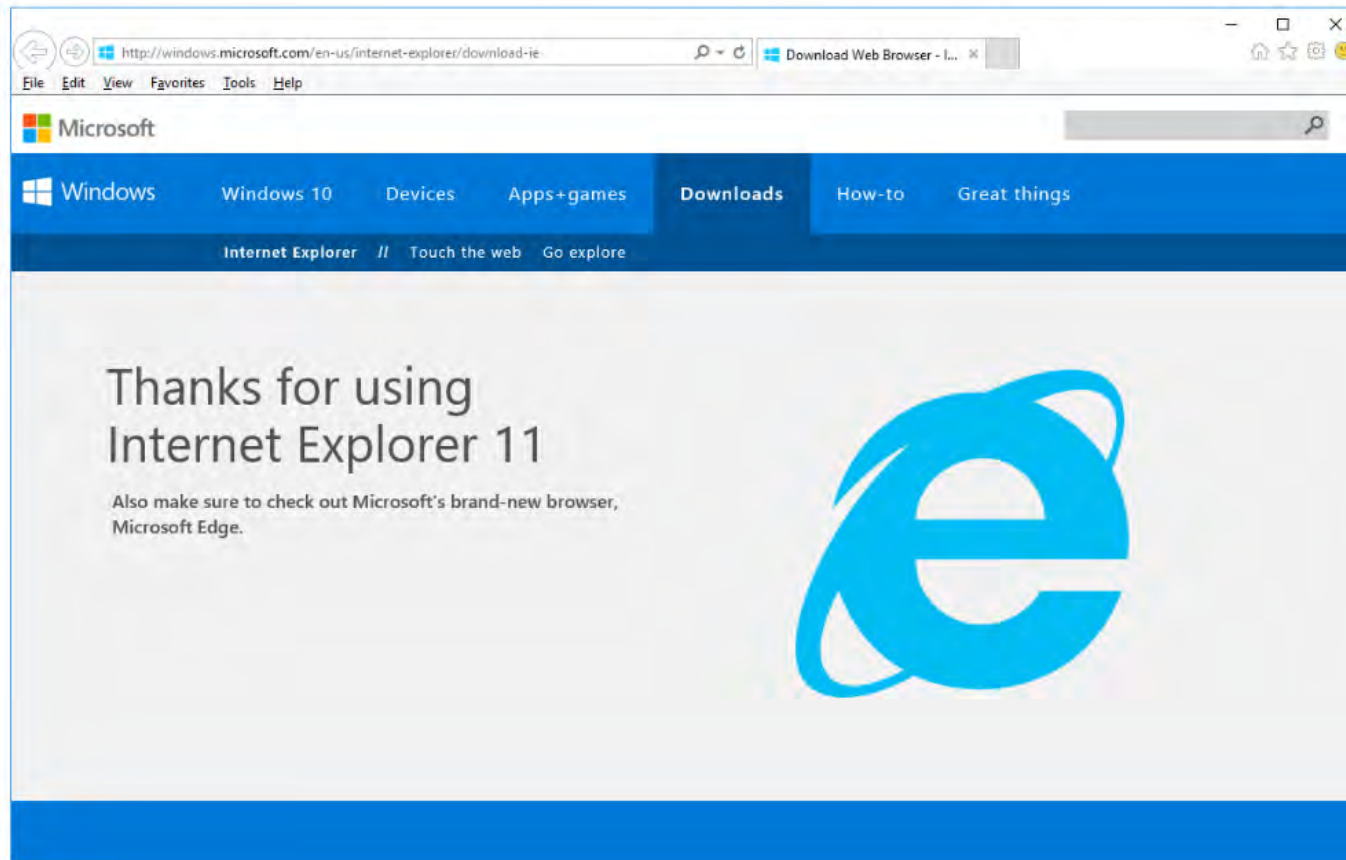 http://windows.microsoft.com/en-us/internet-explorer/download-ie
Download Web Browser - I...
File Edit View Favorites Tools Help
Microsoft
Windows Windows 10 Devices Apps+games Downloads How-to Great things
Internet Explorer // Touch the web Go explore
Thanks for using
Internet Explorer 11
Also make sure to check out Microsoft's brand-new browser,
Microsoft Edge.